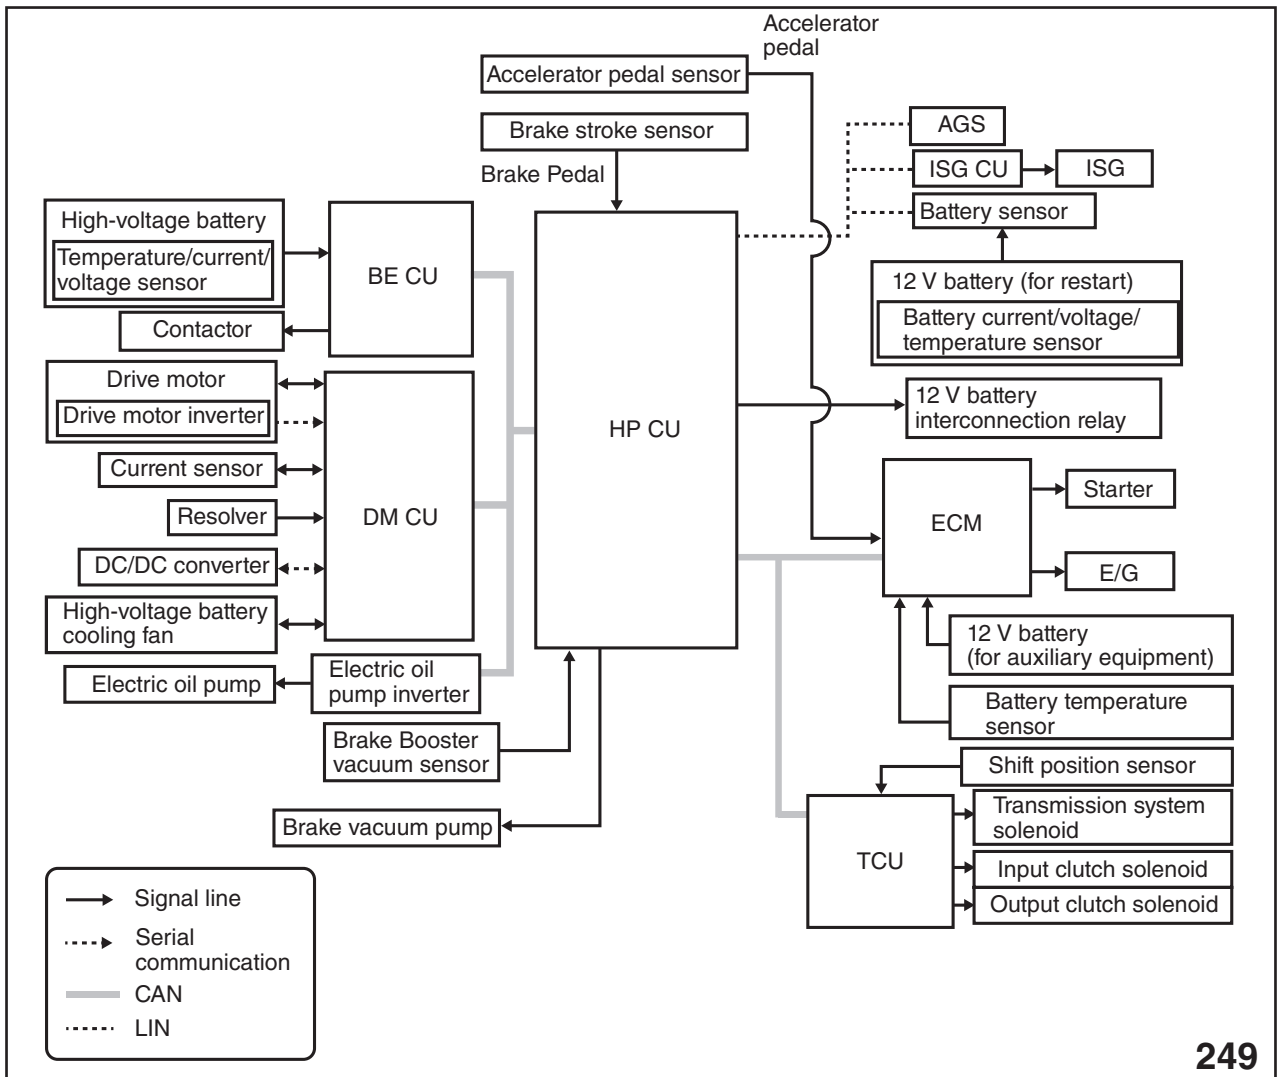 Accelerator
pedal
Accelerator pedal sensor
Brake stroke sensor
Brake Pedal
AGS
ISG CU
ISG
Battery sensor
High-voltage battery
Temperature/current/
voltage sensor
BE CU
12 V battery (for restart)
Battery current/voltage/
temperature sensor
Contactor
Drive motor
Drive motor inverter
12 V battery
interconnection relay
HP CU
Current sensor
Resolver
DM CU
DC/DC converter
High-voltage battery
cooling fan
ECM
Starter
E/G
12 V battery
(for auxiliary equipment)
Electric oil pump
Electric oil
pump inverter
Battery temperature
sensor
Brake Booster
vacuum sensor
Shift position sensor
Brake vacuum pump
TCU
Transmission system
solenoid
Input clutch solenoid
Output clutch solenoid
Signal line
Serial
communication
CAN
LIN
249